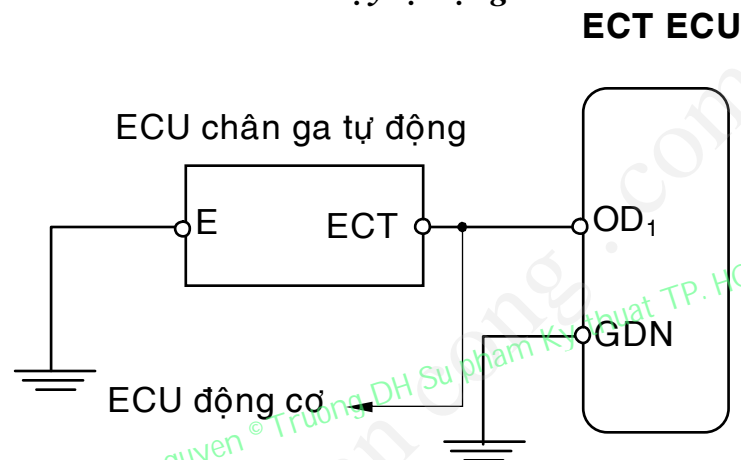 ECT ECU
ECU chân ga tự động
E
ECT
OD₁
GDN
ECU động cơ
© Truong DH Su pham Ky thuat TP.